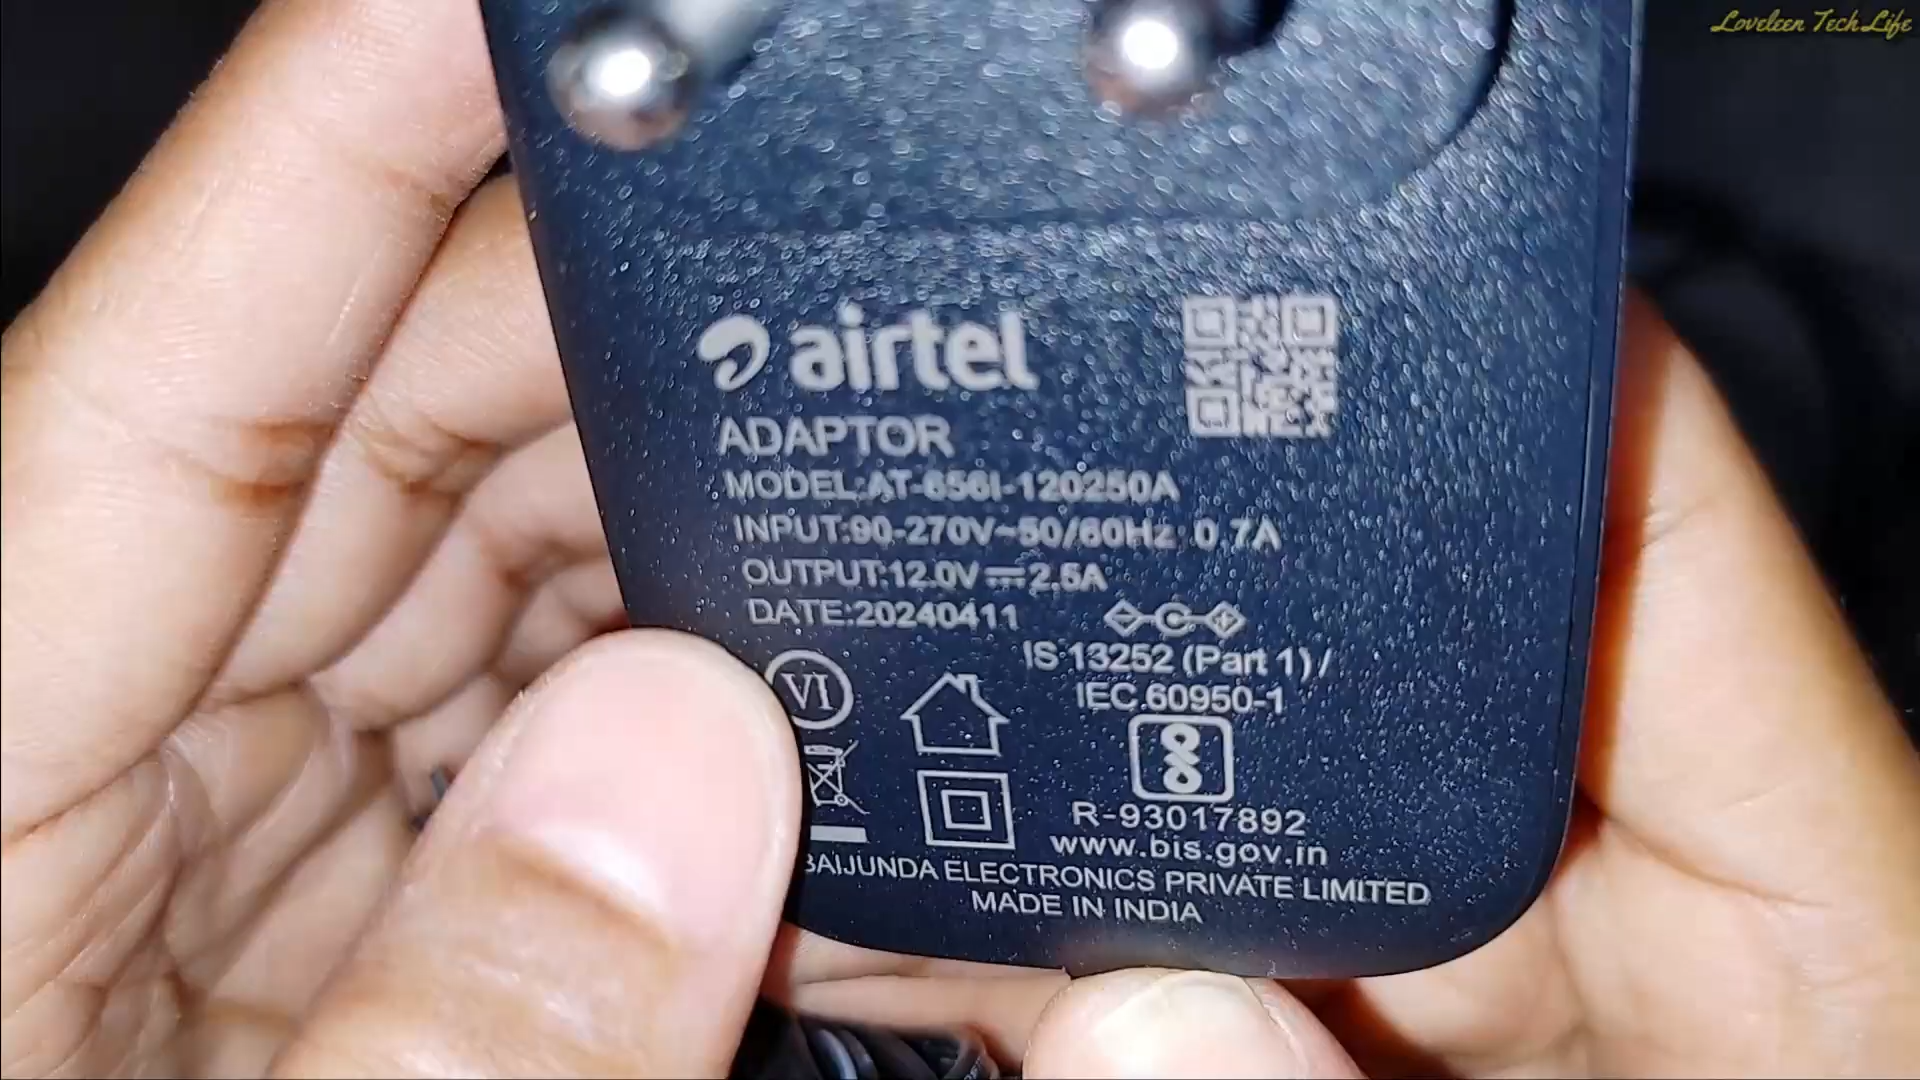 Loveleen Tech Life
airtel
ADAPTOR
MODEL:AT-656I-120250A
INPUT:90-270V~50/60Hz 0.7A
OUTPUT:12.0V⎓2.5A
DATE:20240411
IS 13252 (Part 1) /
IEC 60950-1
VI
R-93017892
www.bis.gov.in
BAIJUNDA ELECTRONICS PRIVATE LIMITED
MADE IN INDIA